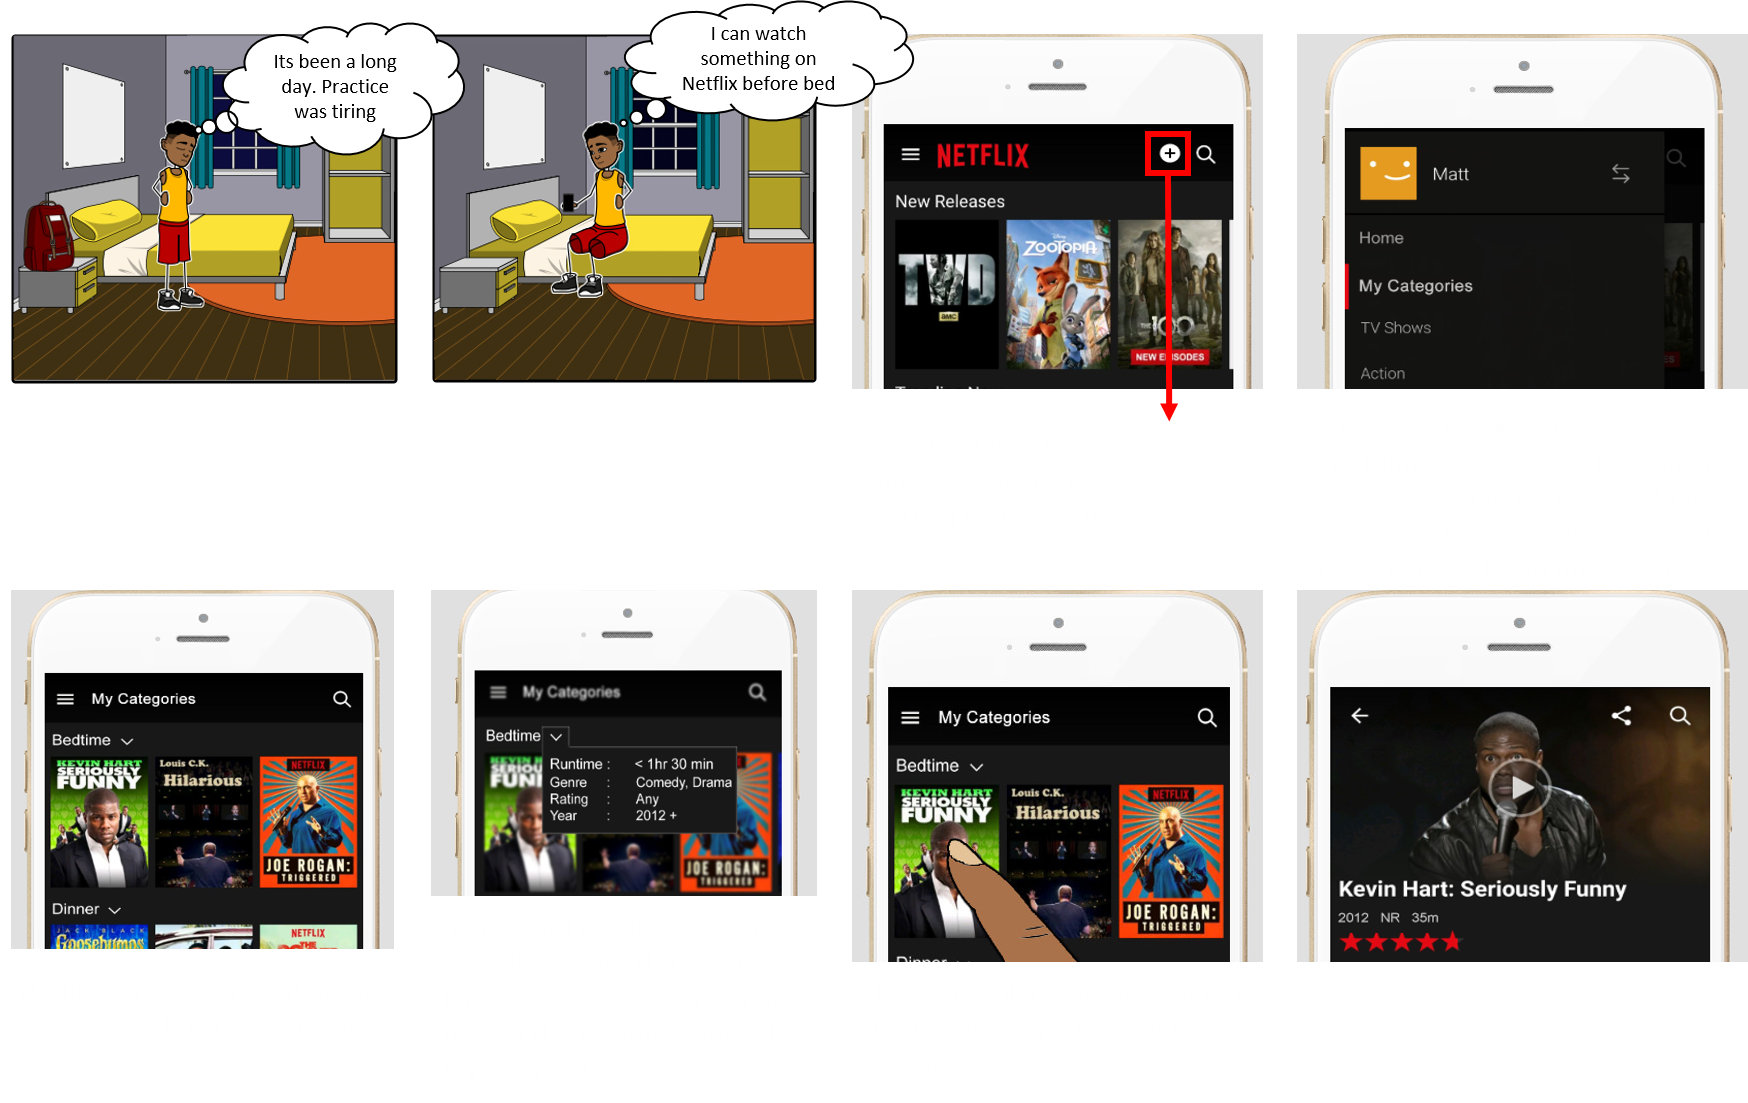 Its been a long
day. Practice
was tiring
I can watch
something on
Netflix before bed
NETFLIX
New Releases
TWD
amc
Disney
ZOOTOPIA
THE 100
NEW EPISODES
Matt
Home
My Categories
TV Shows
Action
My Categories
Bedtime
KEVIN HART
SERIOUSLY
FUNNY
Louis C.K.
Hilarious
NETFLIX
JOE ROGAN:
TRIGGERED
Dinner
JACK BLACK
Goosebumps
NETFLIX
THE
My Categories
Bedtime
Runtime : < 1hr 30 min
Genre : Comedy, Drama
Rating : Any
Year : 2012 +
KEVIN HART
SERIOUSLY
FUNNY
JOE ROGAN:
TRIGGERED
My Categories
Bedtime
KEVIN HART
SERIOUSLY
FUNNY
Louis C.K.
Hilarious
NETFLIX
JOE ROGAN:
TRIGGERED
Dinner
Kevin Hart: Seriously Funny
2012 NR 35m